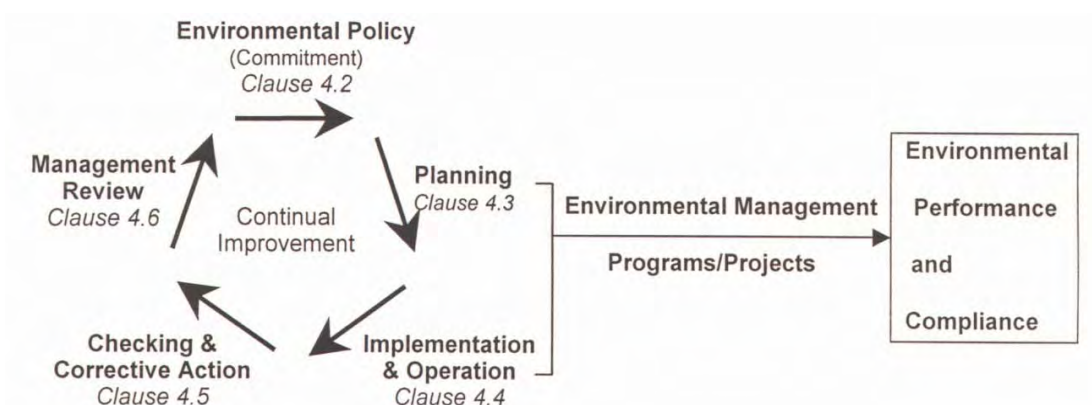 Environmental Policy
(Commitment)
Clause 4.2
Planning
Clause 4.3
Implementation
& Operation
Clause 4.4
Checking &
Corrective Action
Clause 4.5
Management
Review
Clause 4.6
Continual
Improvement
Environmental Management
Programs/Projects
Environmental
Performance
and
Compliance